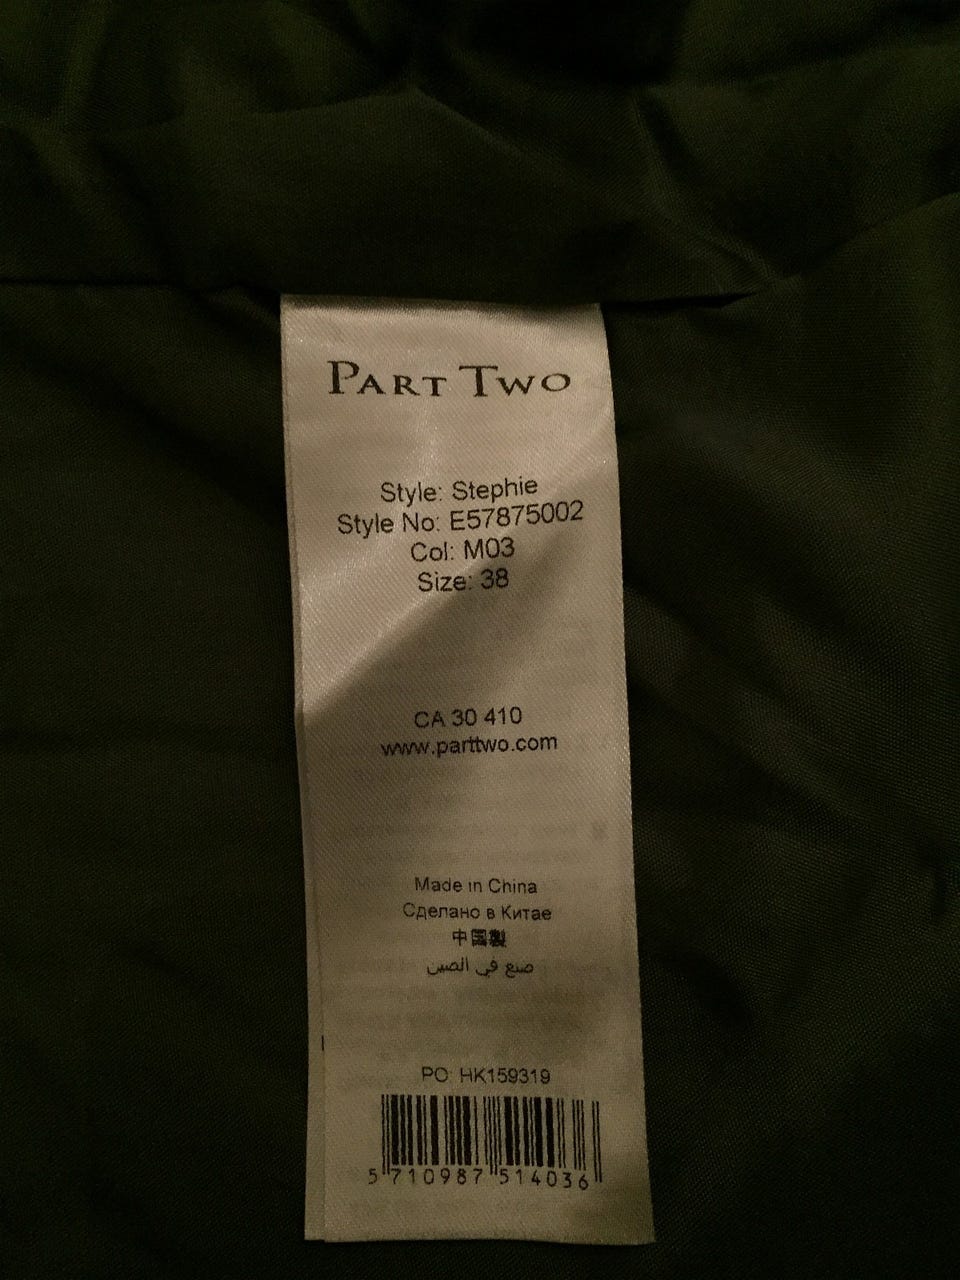 PART TWO
Style: Stephie
Style No: E57875002
Col: M03
Size: 38
CA 30 410
www.parttwo.com
Made in China
Сделано в Китае
中国製
صنع في الصين
PO: HK159319
5 710987 514036